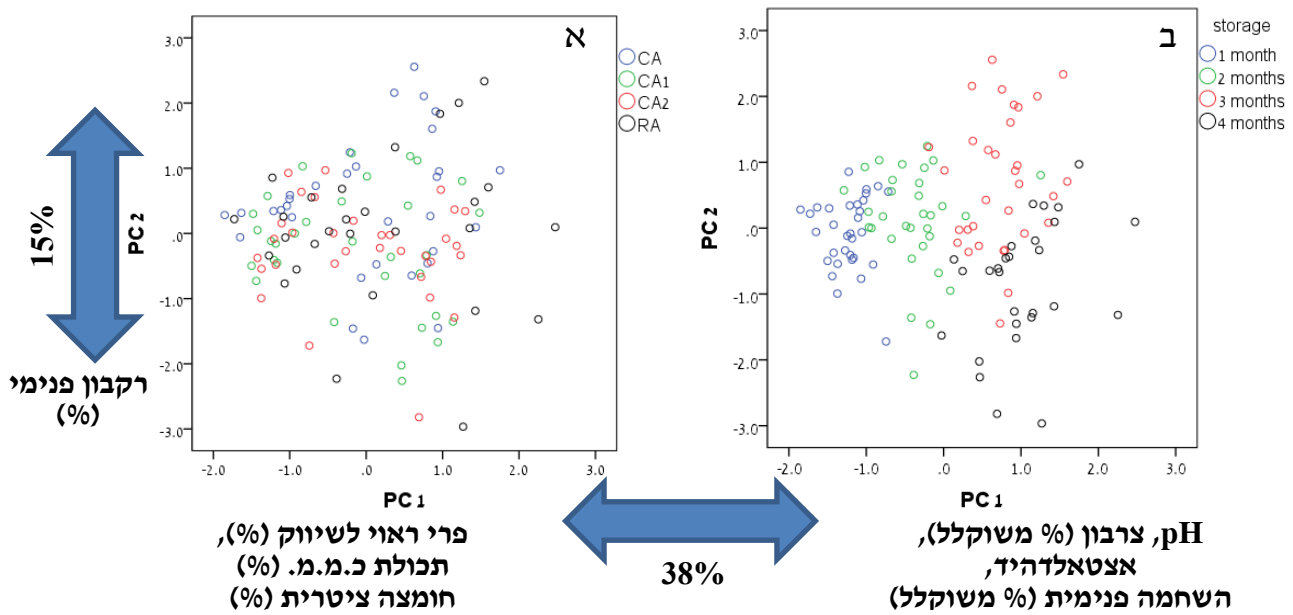 א
CA
CA1
CA2
RA
3.0
2.0
1.0
.0
-1.0
-2.0
-3.0
PC 2
-2.0 -1.0 .0 1.0 2.0 3.0
PC 1
15%
רקבון פנימי
(%)
ב
storage
1 month
2 months
3 months
4 months
3.0
2.0
1.0
.0
-1.0
-2.0
-3.0
PC 2
-2.0 -1.0 .0 1.0 2.0 3.0
PC 1
פרי ראוי לשיווק (%),
תכולת כ.מ.מ. (%)
חומצה ציטרית (%)
38%
pH, צרבון (% משוקלל),
אצטאלדהיד,
השחמה פנימית (% משוקלל)